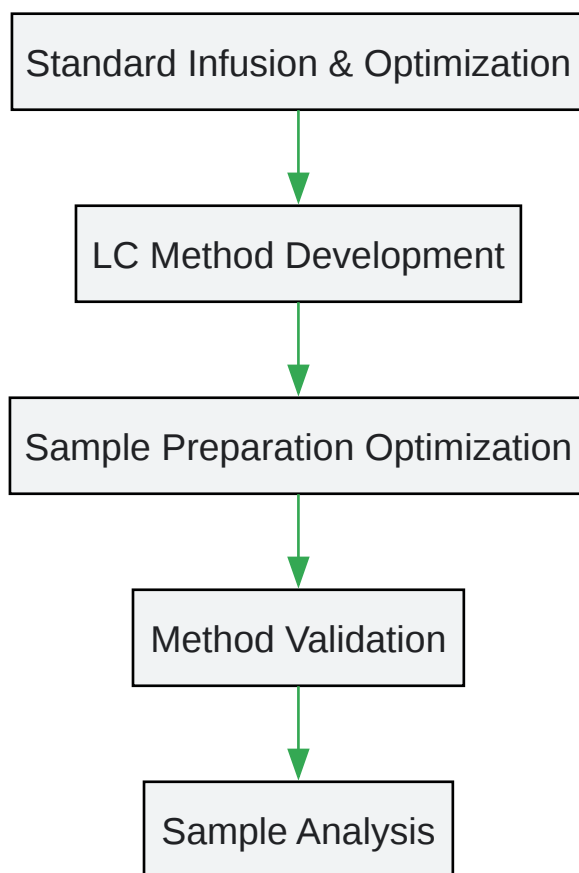 Standard Infusion & Optimization
LC Method Development
Sample Preparation Optimization
Method Validation
Sample Analysis